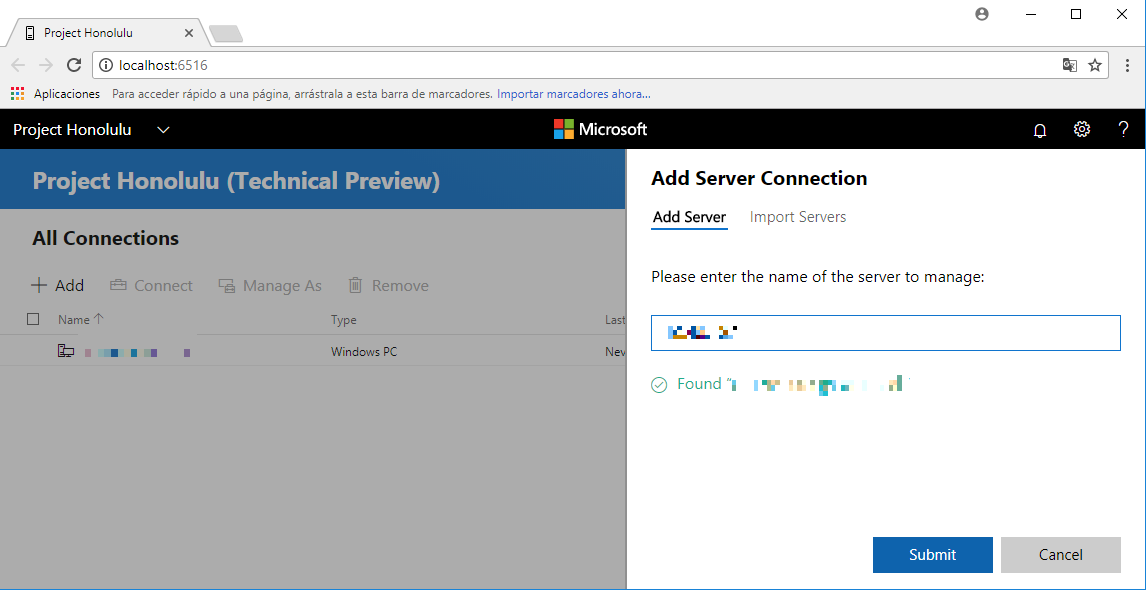 Project Honolulu
localhost:6516
Aplicaciones Para acceder rápido a una página, arrástrala a esta barra de marcadores. Importar marcadores ahora...
Project Honolulu
Microsoft
?
Project Honolulu (Technical Preview)
All Connections
Add Connect Manage As Remove
Name Type Last
Windows PC Nev
Add Server Connection
Add Server Import Servers
Please enter the name of the server to manage:
Found "
Submit Cancel